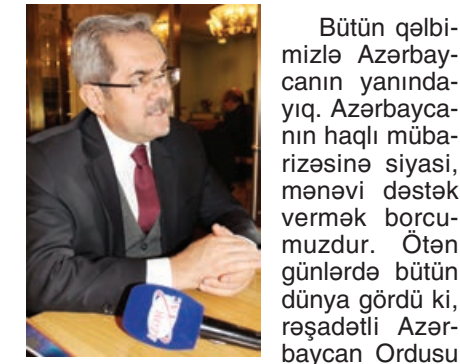 Bütün qəlbi-
mizlə Azərbay-
canın yanında-
yıq. Azərbayca-
nın haqlı müba-
rizəsinə siyasi,
mənəvi dəstək
vermək borcu-
muzdur. Ötən
günlərdə bütün
dünya gördü ki,
rəşadətli Azər-
baycan Ordusu